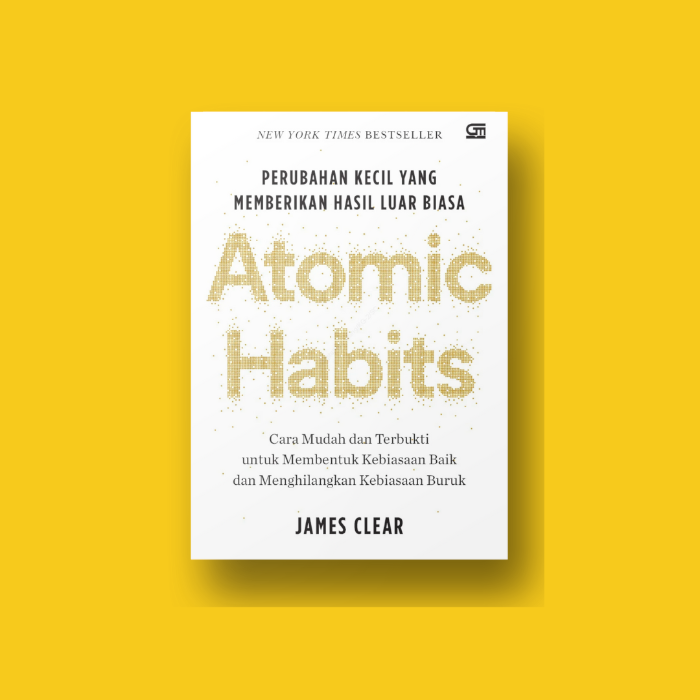 NEW YORK TIMES BESTSELLER
GM
PERUBAHAN KECIL YANG
MEMBERIKAN HASIL LUAR BIASA
Atomic
Habits
Cara Mudah dan Terbukti
untuk Membentuk Kebiasaan Baik
dan Menghilangkan Kebiasaan Buruk
JAMES CLEAR